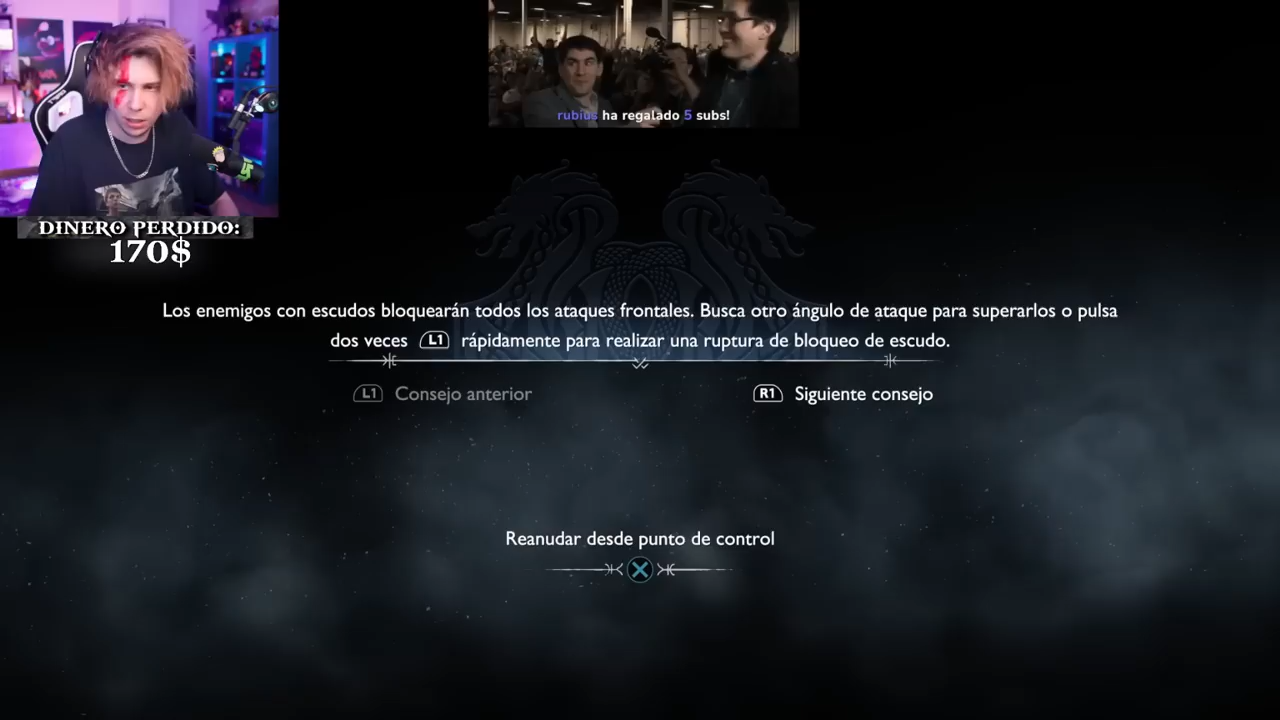 rubius ha regalado 5 subs!
DINERO PERDIDO:
170$
Los enemigos con escudos bloquearán todos los ataques frontales. Busca otro ángulo de ataque para superarlos o pulsa
dos veces L1 rápidamente para realizar una ruptura de bloqueo de escudo.
L1 Consejo anterior
R1 Siguiente consejo
Reanudar desde punto de control